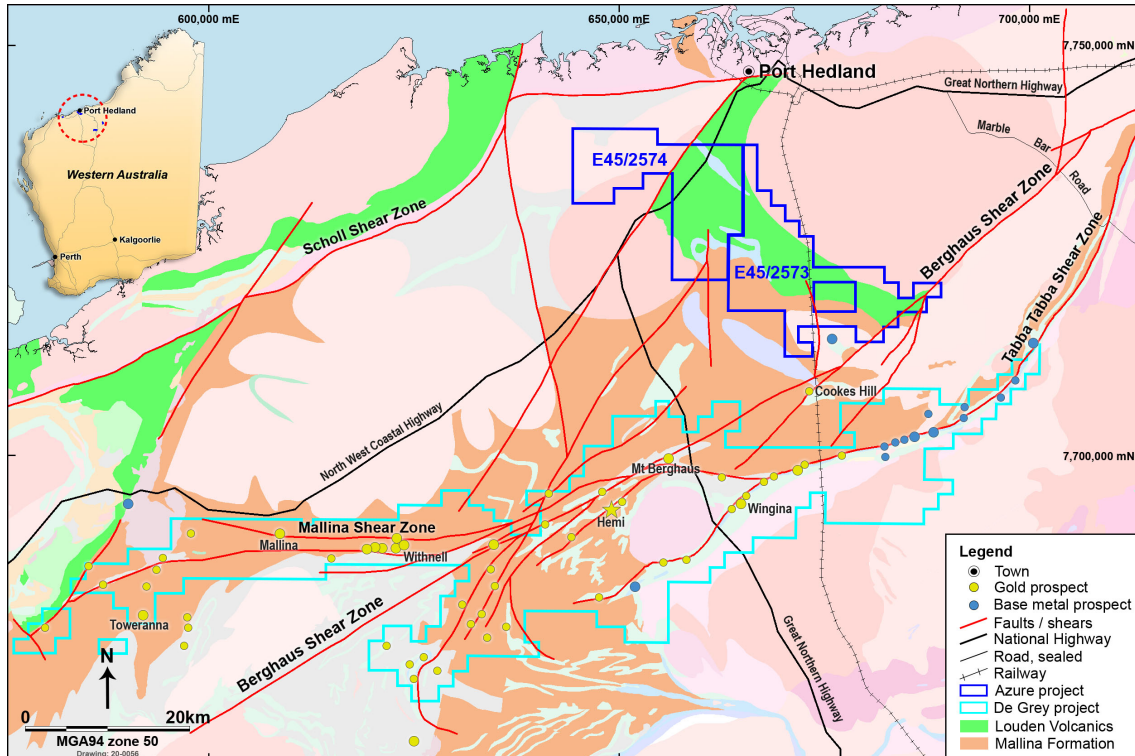 600,000 mE
650,000 mE
700,000 mE
7,750,000 mN
7,700,000 mN
Port Hedland
Western Australia
Kalgoorlie
Perth
Port Hedland
Great Northern Highway
Marble
Bar
Road
E45/2574
E45/2573
Scholl Shear Zone
Berghaus Shear Zone
Tabba Tabba Shear Zone
North West Coastal Highway
Cookes Hill
Mt Berghaus
Hemi
Wingina
Mallina Shear Zone
Mallina
Withnell
Toweranna
Berghaus Shear Zone
Great Northern Highway
N
0 20km
MGA94 zone 50
Drawing: 20-0056
Legend
Town
Gold prospect
Base metal prospect
Faults / shears
National Highway
Road, sealed
Railway
Azure project
De Grey project
Louden Volcanics
Mallina Formation